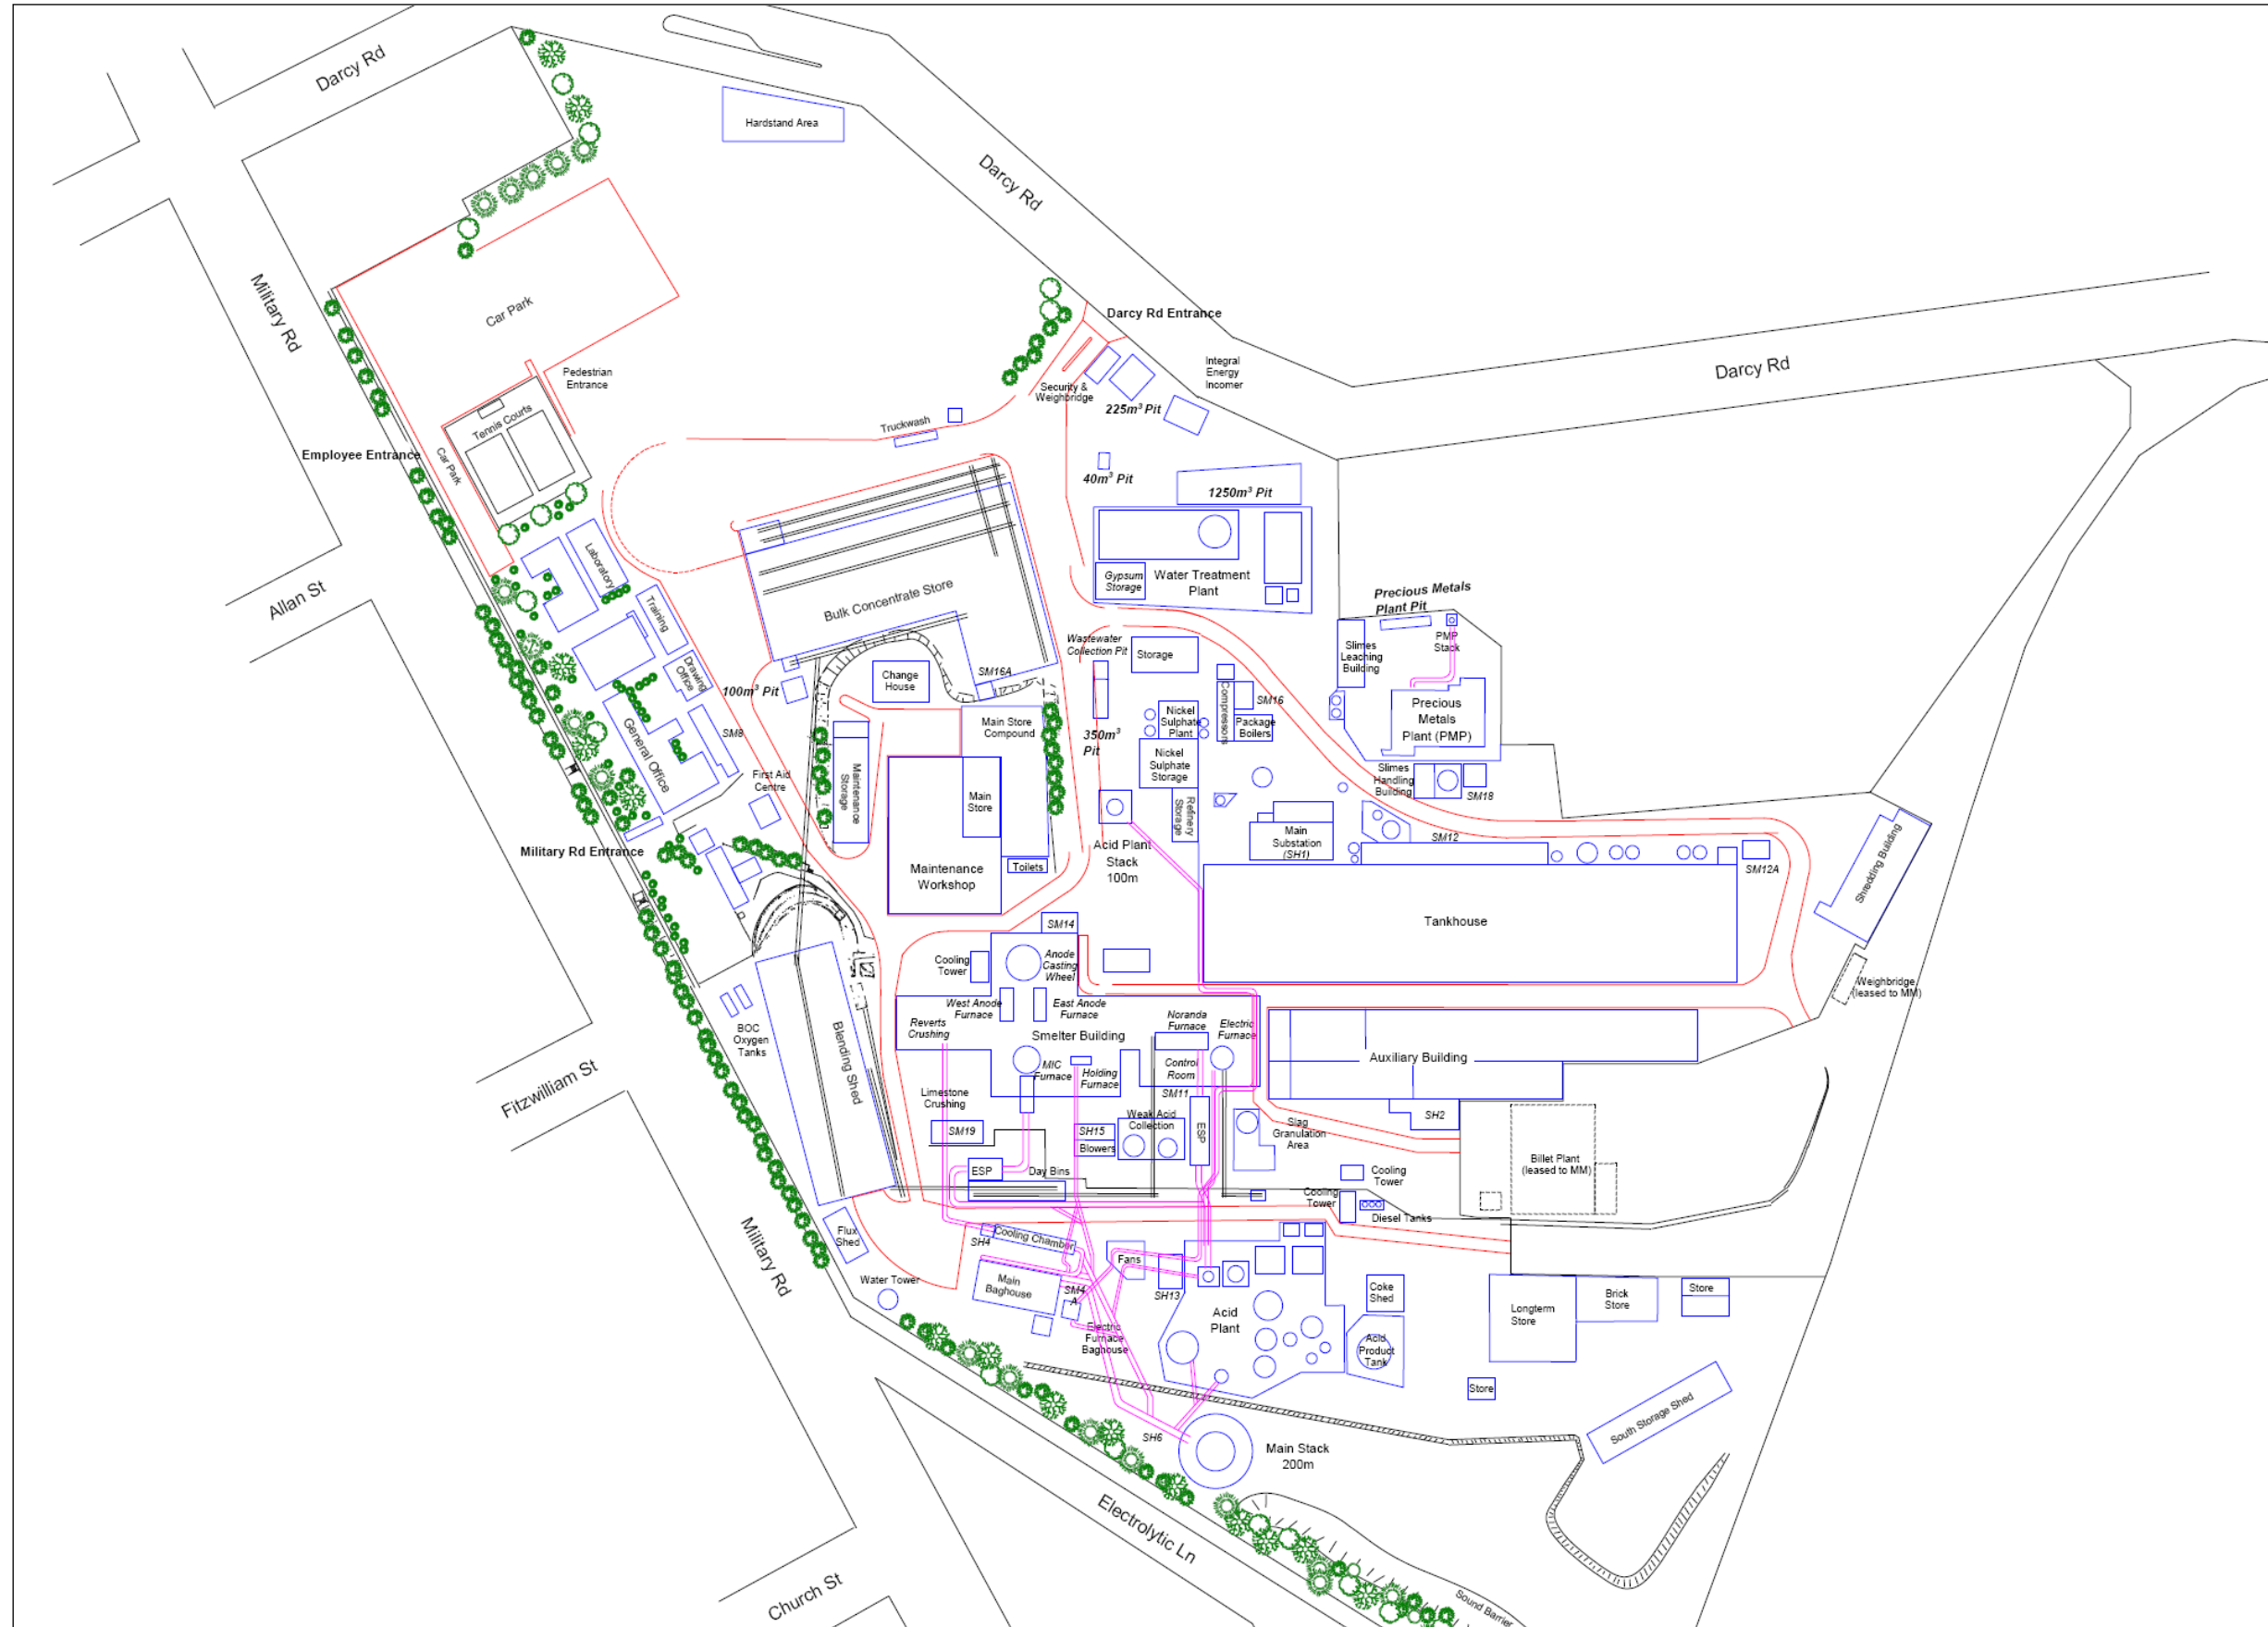 Darcy Rd
Hardstand Area
Darcy Rd
Military Rd
Car Park
Darcy Rd Entrance
Darcy Rd
Pedestrian
Entrance
Integral
Energy
Incomer
Security &
Weighbridge
225m³ Pit
Tennis Courts
Truckwash
Employee Entrance
Car Park
40m³ Pit
1250m³ Pit
Laboratory
Gypsum
Storage
Water Treatment
Plant
Allan St
Training
Bulk Concentrate Store
Precious Metals
Plant Pit
Wastewater
Collection Pit
Storage
Slimes
Leaching
Building
PMP
Stack
Drawing
Office
100m³ Pit
Change
House
SM16A
Compressors
SM16
Package
Boilers
Nickel
Sulphate
Plant
Precious
Metals
Plant (PMP)
General Office
SM8
Main Store
Compound
350m³
Pit
Nickel
Sulphate
Storage
First Aid
Centre
Maintenance
Storage
Main
Store
Refinery
Storage
Slimes
Handling
Building
SM18
Military Rd Entrance
Main
Substation
(SH1)
SM12
Acid Plant
Stack
100m
Maintenance
Workshop
Toilets
SM12A
Shredding Building
Tankhouse
SM14
Cooling
Tower
Anode
Casting
Wheel
Weighbridge
(leased to MM)
West Anode
Furnace
East Anode
Furnace
Reverts
Crushing
Noranda
Furnace
Electric
Furnace
BOC
Oxygen
Tanks
Blending Shed
Smelter Building
Auxiliary Building
MIC
Furnace
Holding
Furnace
Control
Room
Fitzwilliam St
Limestone
Crushing
SM11
Weak Acid
Collection
SH2
SM19
SH15
Blowers
ESP
Slag
Granulation
Area
ESP
Day Bins
Billet Plant
(leased to MM)
Cooling
Tower
Cooling
Tower
Diesel Tanks
Flux
Shed
Military Rd
SH4
Cooling Chamber
Fans
Water Tower
Main
Baghouse
SM4
A
SH13
Coke
Shed
Acid
Plant
Longterm
Store
Brick
Store
Store
Electric
Furnace
Baghouse
Acid
Product
Tank
Store
South Storage Shed
SH6
Main Stack
200m
Electrolytic Ln
Church St
Sound Barrier